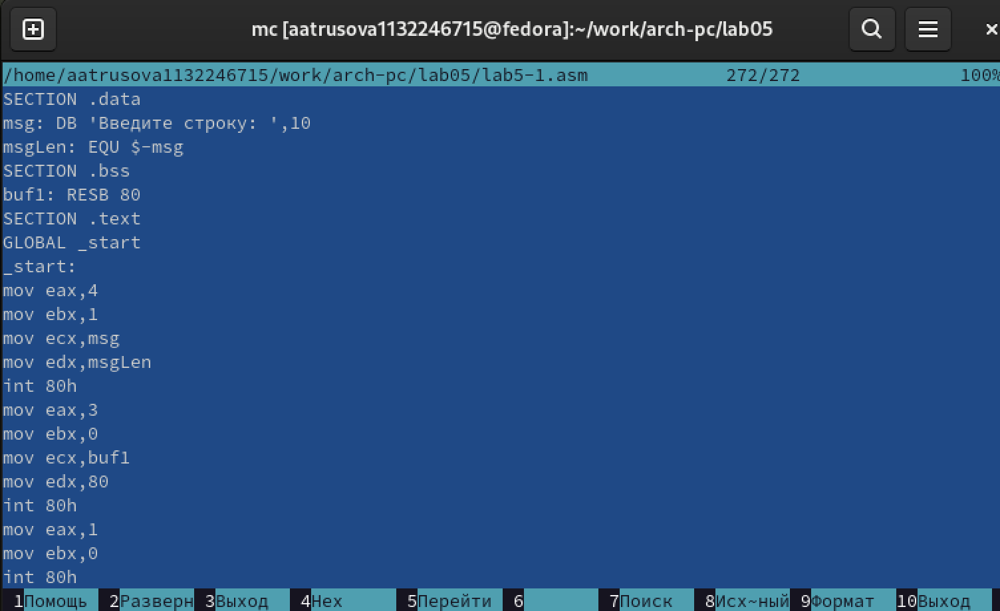 mc [aatrusova1132246715@fedora]:~/work/arch-pc/lab05
/home/aatrusova1132246715/work/arch-pc/lab05/lab5-1.asm 272/272 100%
SECTION .data
msg: DB 'Введите строку: ',10
msgLen: EQU $-msg
SECTION .bss
buf1: RESB 80
SECTION .text
GLOBAL _start
_start:
mov eax,4
mov ebx,1
mov ecx,msg
mov edx,msgLen
int 80h
mov eax,3
mov ebx,0
mov ecx,buf1
mov edx,80
int 80h
mov eax,1
mov ebx,0
int 80h
1Помощь 2Разверн 3Выход 4Hex 5Перейти 6 7Поиск 8Исх~ный 9Формат 10Выход